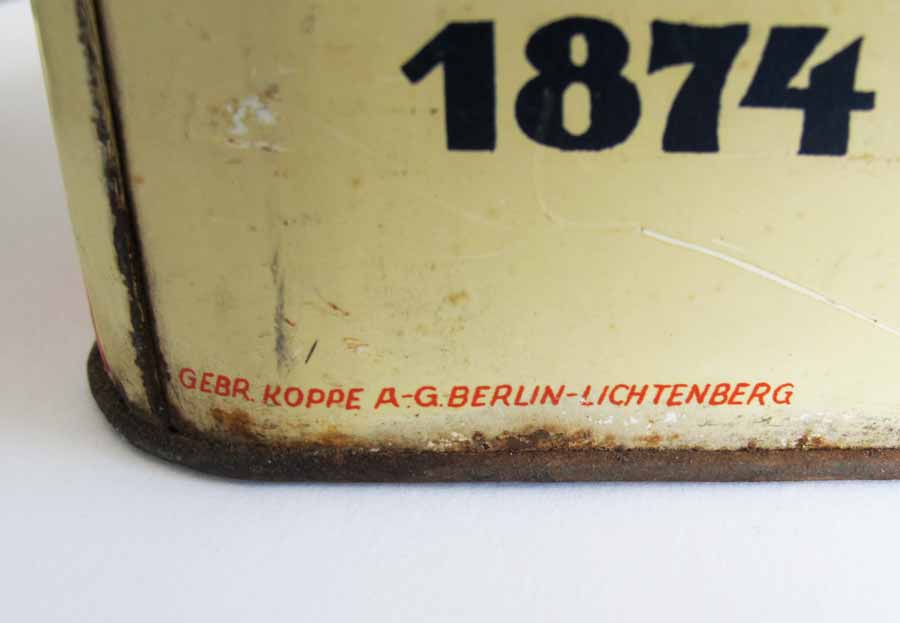 1874
GEBR. KOPPE A-G. BERLIN-LICHTENBERG